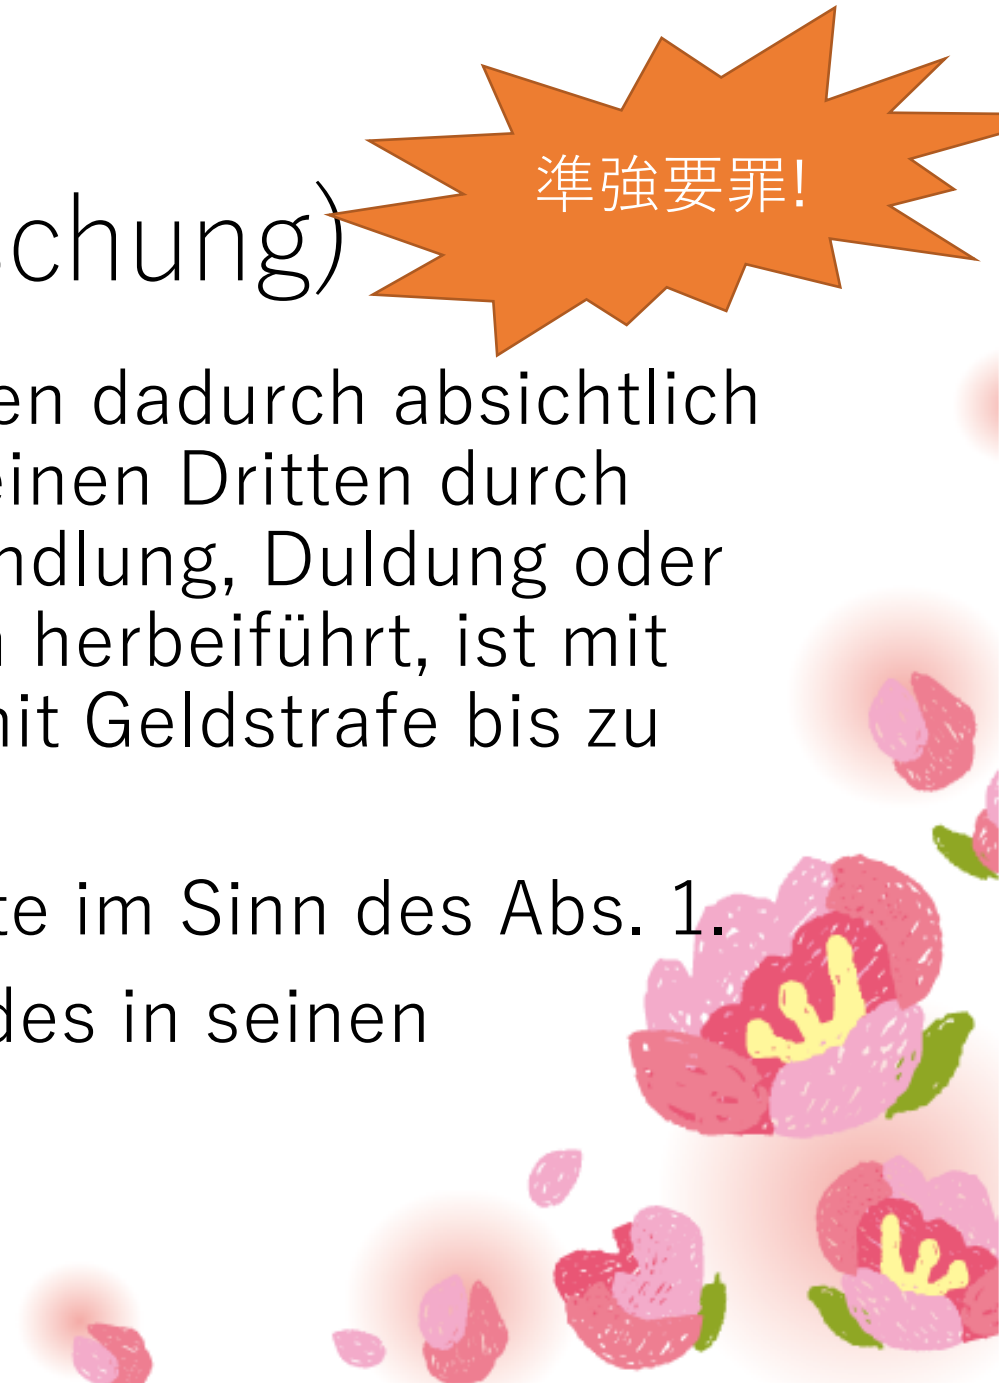 準強要罪!
chung)
en dadurch absichtlich
einen Dritten durch
ndlung, Duldung oder
herbeiführt, ist mit
nit Geldstrafe bis zu
te im Sinn des Abs. 1.
des in seinen